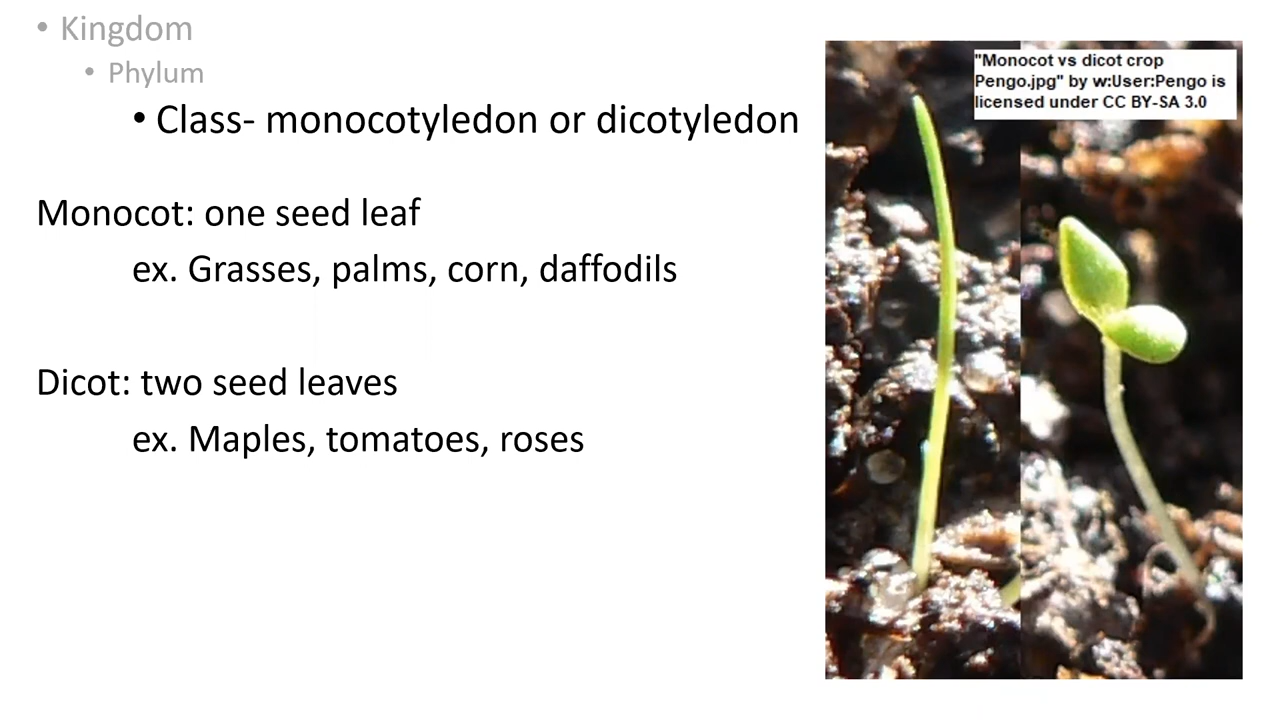 • Kingdom
• Phylum
• Class- monocotyledon or dicotyledon
Monocot: one seed leaf
ex. Grasses, palms, corn, daffodils
Dicot: two seed leaves
ex. Maples, tomatoes, roses
"Monocot vs dicot crop
Pengo.jpg" by w:User:Pengo is
licensed under CC BY-SA 3.0